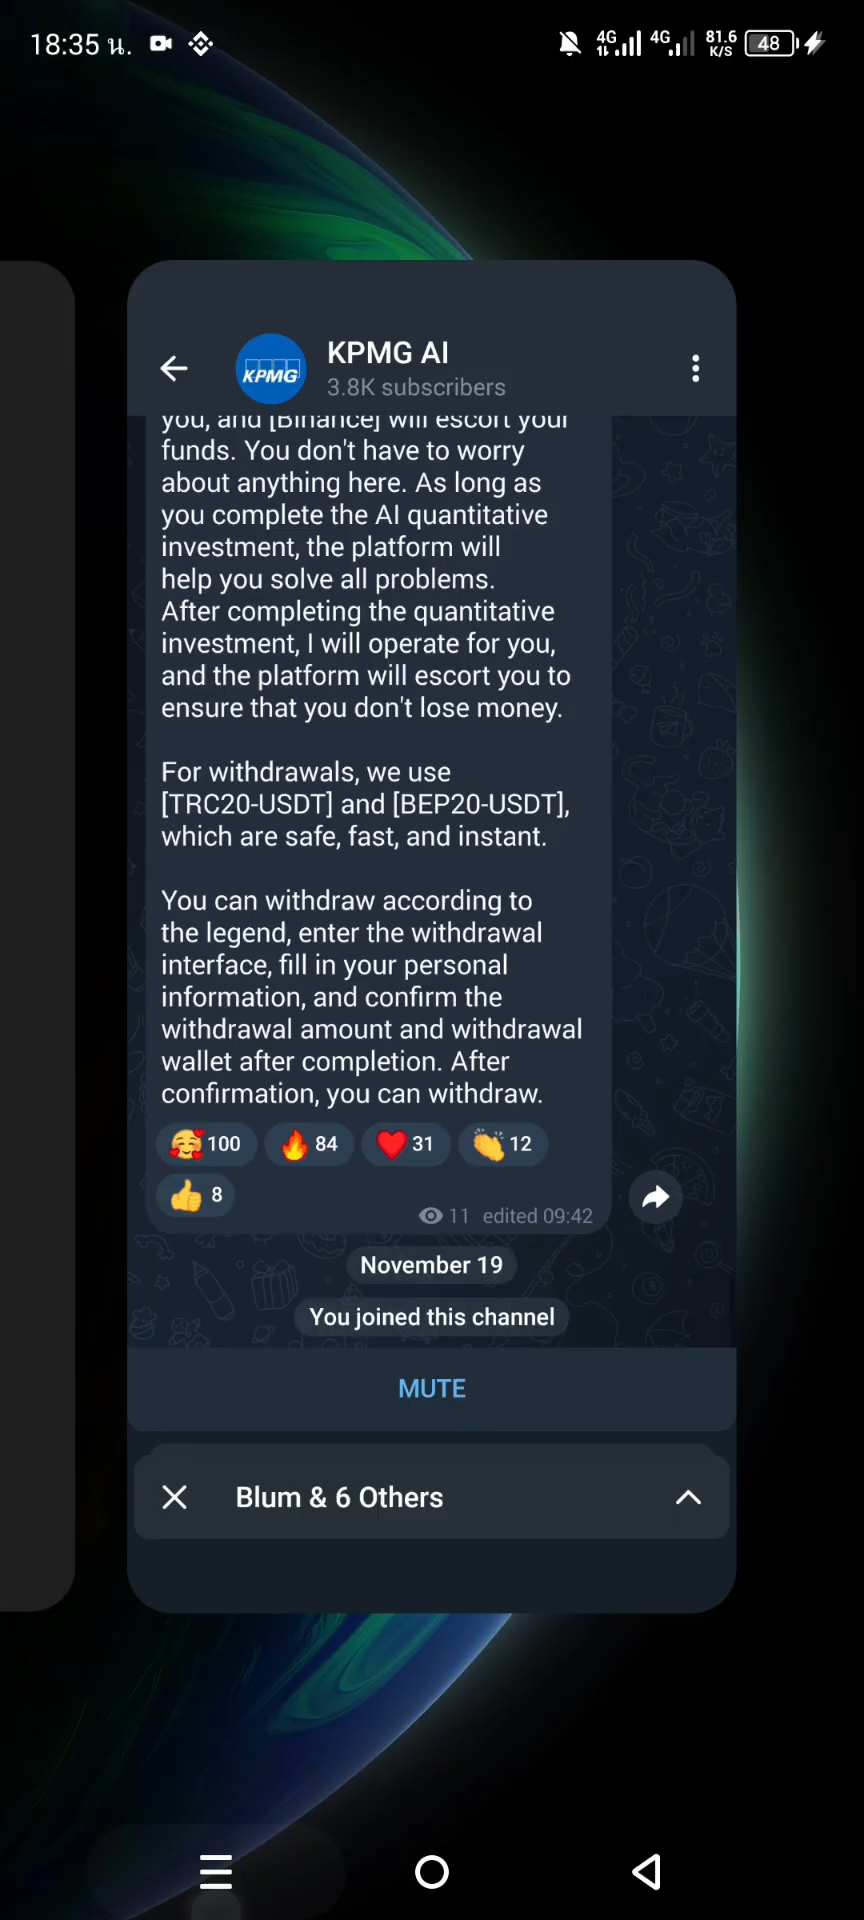 18:35 น.
4G 4G 81.6 K/S 48
KPMG
KPMG AI
3.8K subscribers
you, and [Binance] will escort your
funds. You don't have to worry
about anything here. As long as
you complete the AI quantitative
investment, the platform will
help you solve all problems.
After completing the quantitative
investment, I will operate for you,
and the platform will escort you to
ensure that you don't lose money.
For withdrawals, we use
[TRC20-USDT] and [BEP20-USDT],
which are safe, fast, and instant.
You can withdraw according to
the legend, enter the withdrawal
interface, fill in your personal
information, and confirm the
withdrawal amount and withdrawal
wallet after completion. After
confirmation, you can withdraw.
100 84 31 12
8
11 edited 09:42
November 19
You joined this channel
MUTE
Blum & 6 Others